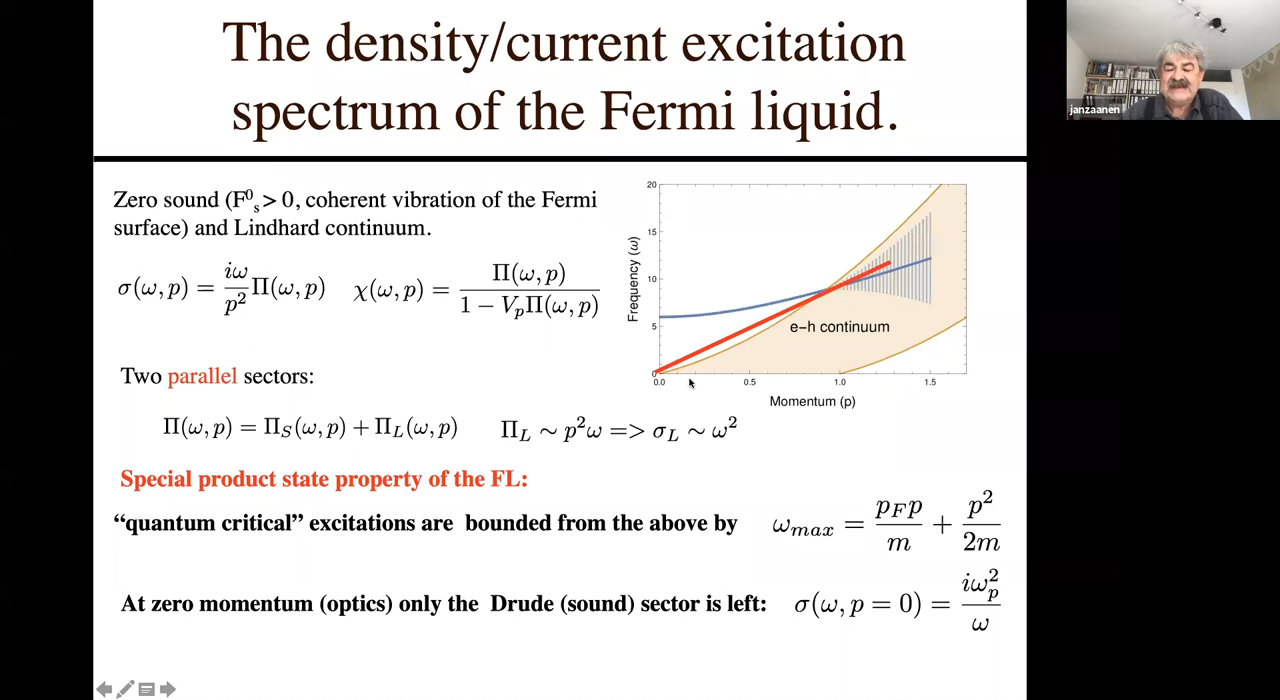 The density/current excitation
spectrum of the Fermi liquid.
janzaanen
Zero sound (F⁰ₛ > 0, coherent vibration of the Fermi
surface) and Lindhard continuum.
σ(ω, p) = iω/p² Π(ω, p)    χ(ω, p) = Π(ω, p) / (1 − VₚΠ(ω, p))
Two parallel sectors:
Π(ω, p) = Π_S(ω, p) + Π_L(ω, p)    Π_L ∼ p²ω => σ_L ∼ ω²
Frequency (ω)
20
15
10
5
0
e−h continuum
0.0 0.5 1.0 1.5
Momentum (p)
Special product state property of the FL:
“quantum critical” excitations are bounded from the above by    ω_max = p_F p/m + p²/2m
At zero momentum (optics) only the Drude (sound) sector is left:    σ(ω, p = 0) = iω_p²/ω